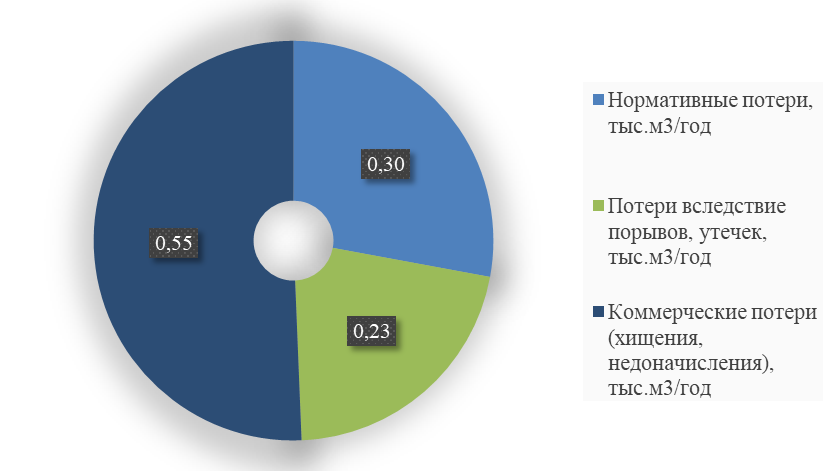 0,30
0,55
0,23
Нормативные потери,
тыс.м3/год
Потери вследствие
порывов, утечек,
тыс.м3/год
Коммерческие потери
(хищения,
недоначисления),
тыс.м3/год